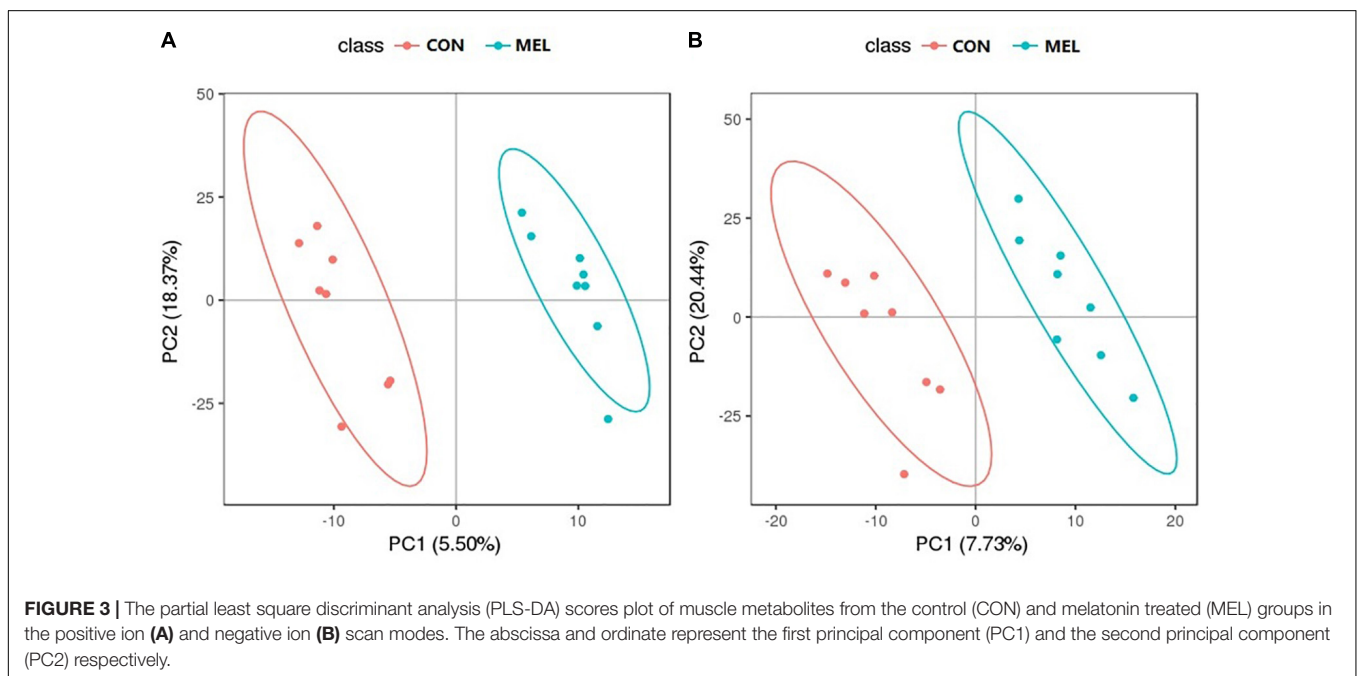 A
class CON MEL
50
25
0
-25
PC2 (18.37%)
-10 0 10
PC1 (5.50%)
B
class CON MEL
50
25
0
-25
PC2 (20.44%)
-20 -10 0 10 20
PC1 (7.73%)
FIGURE 3 | The partial least square discriminant analysis (PLS-DA) scores plot of muscle metabolites from the control (CON) and melatonin treated (MEL) groups in
the positive ion (A) and negative ion (B) scan modes. The abscissa and ordinate represent the first principal component (PC1) and the second principal component
(PC2) respectively.